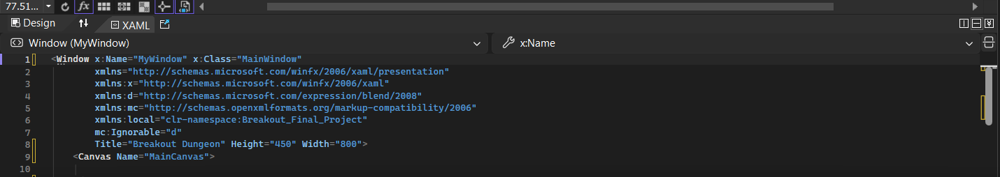 77.51...
Design XAML
Window (MyWindow) x:Name
1 <Window x:Name="MyWindow" x:Class="MainWindow"
2 xmlns="http://schemas.microsoft.com/winfx/2006/xaml/presentation"
3 xmlns:x="http://schemas.microsoft.com/winfx/2006/xaml"
4 xmlns:d="http://schemas.microsoft.com/expression/blend/2008"
5 xmlns:mc="http://schemas.openxmlformats.org/markup-compatibility/2006"
6 xmlns:local="clr-namespace:Breakout_Final_Project"
7 mc:Ignorable="d"
8 Title="Breakout Dungeon" Height="450" Width="800">
9 <Canvas Name="MainCanvas">
10